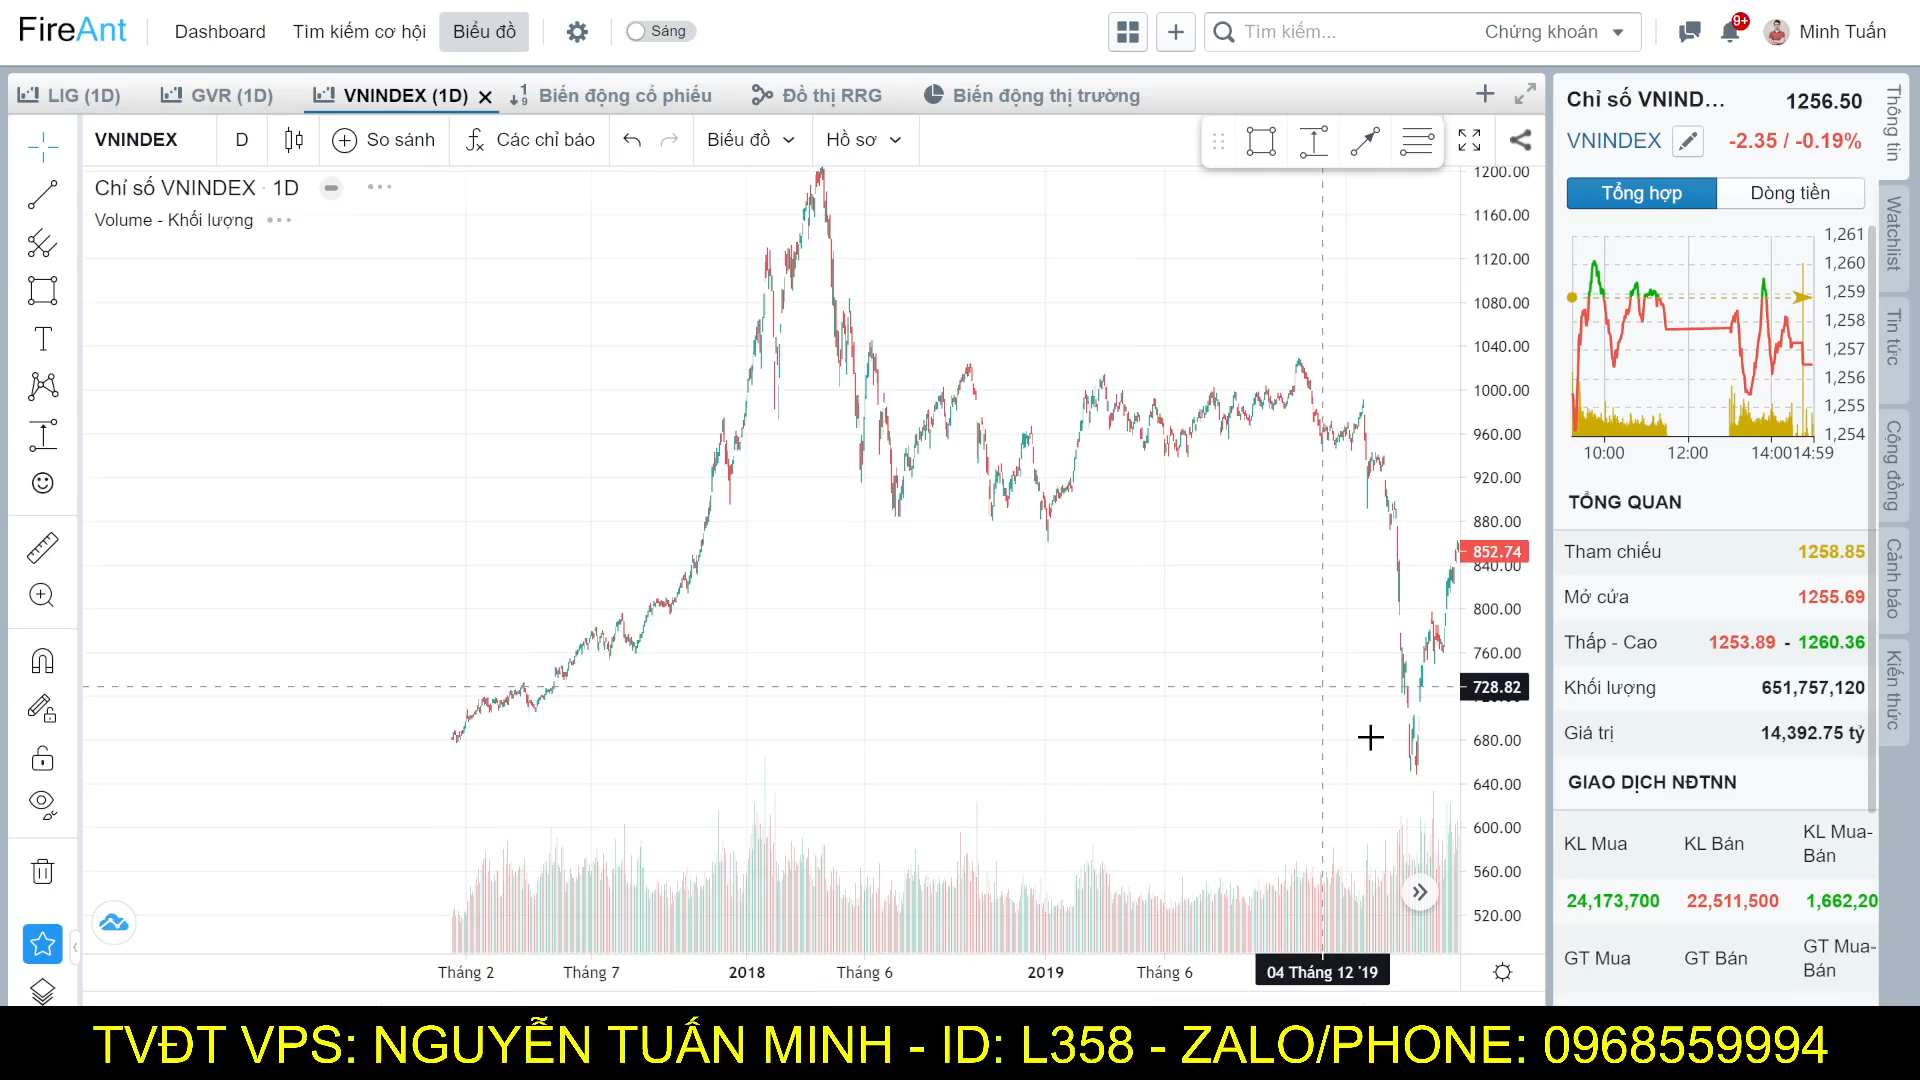 FireAnt
Dashboard
Tìm kiếm cơ hội
Biểu đồ
Sáng
Tìm kiếm...
Chứng khoán
9+
Minh Tuấn
LIG (1D)
GVR (1D)
VNINDEX (1D)
Biến động cổ phiếu
Đồ thị RRG
Biến động thị trường
VNINDEX
D
So sánh
Các chỉ báo
Biểu đồ
Hồ sơ
Chỉ số VNINDEX · 1D
Volume - Khối lượng
1200.00
1160.00
1120.00
1080.00
1040.00
1000.00
960.00
920.00
880.00
852.74
840.00
800.00
760.00
728.82
680.00
640.00
600.00
560.00
520.00
Tháng 2
Tháng 7
2018
Tháng 6
2019
Tháng 6
04 Tháng 12 '19
Chỉ số VNIND...
1256.50
VNINDEX
-2.35 / -0.19%
Tổng hợp
Dòng tiền
1,261
1,260
1,259
1,258
1,257
1,256
1,255
1,254
10:00
12:00
14:00
14:59
TỔNG QUAN
Tham chiếu
1258.85
Mở cửa
1255.69
Thấp - Cao
1253.89 - 1260.36
Khối lượng
651,757,120
Giá trị
14,392.75 tỷ
GIAO DỊCH NĐTNN
KL Mua
KL Bán
KL Mua-
Bán
24,173,700
22,511,500
1,662,20
GT Mua
GT Bán
GT Mua-
Bán
Thông tin
Watchlist
Tin tức
Cộng đồng
Cảnh báo
Kiến thức
TVĐT VPS: NGUYỄN TUẤN MINH - ID: L358 - ZALO/PHONE: 0968559994